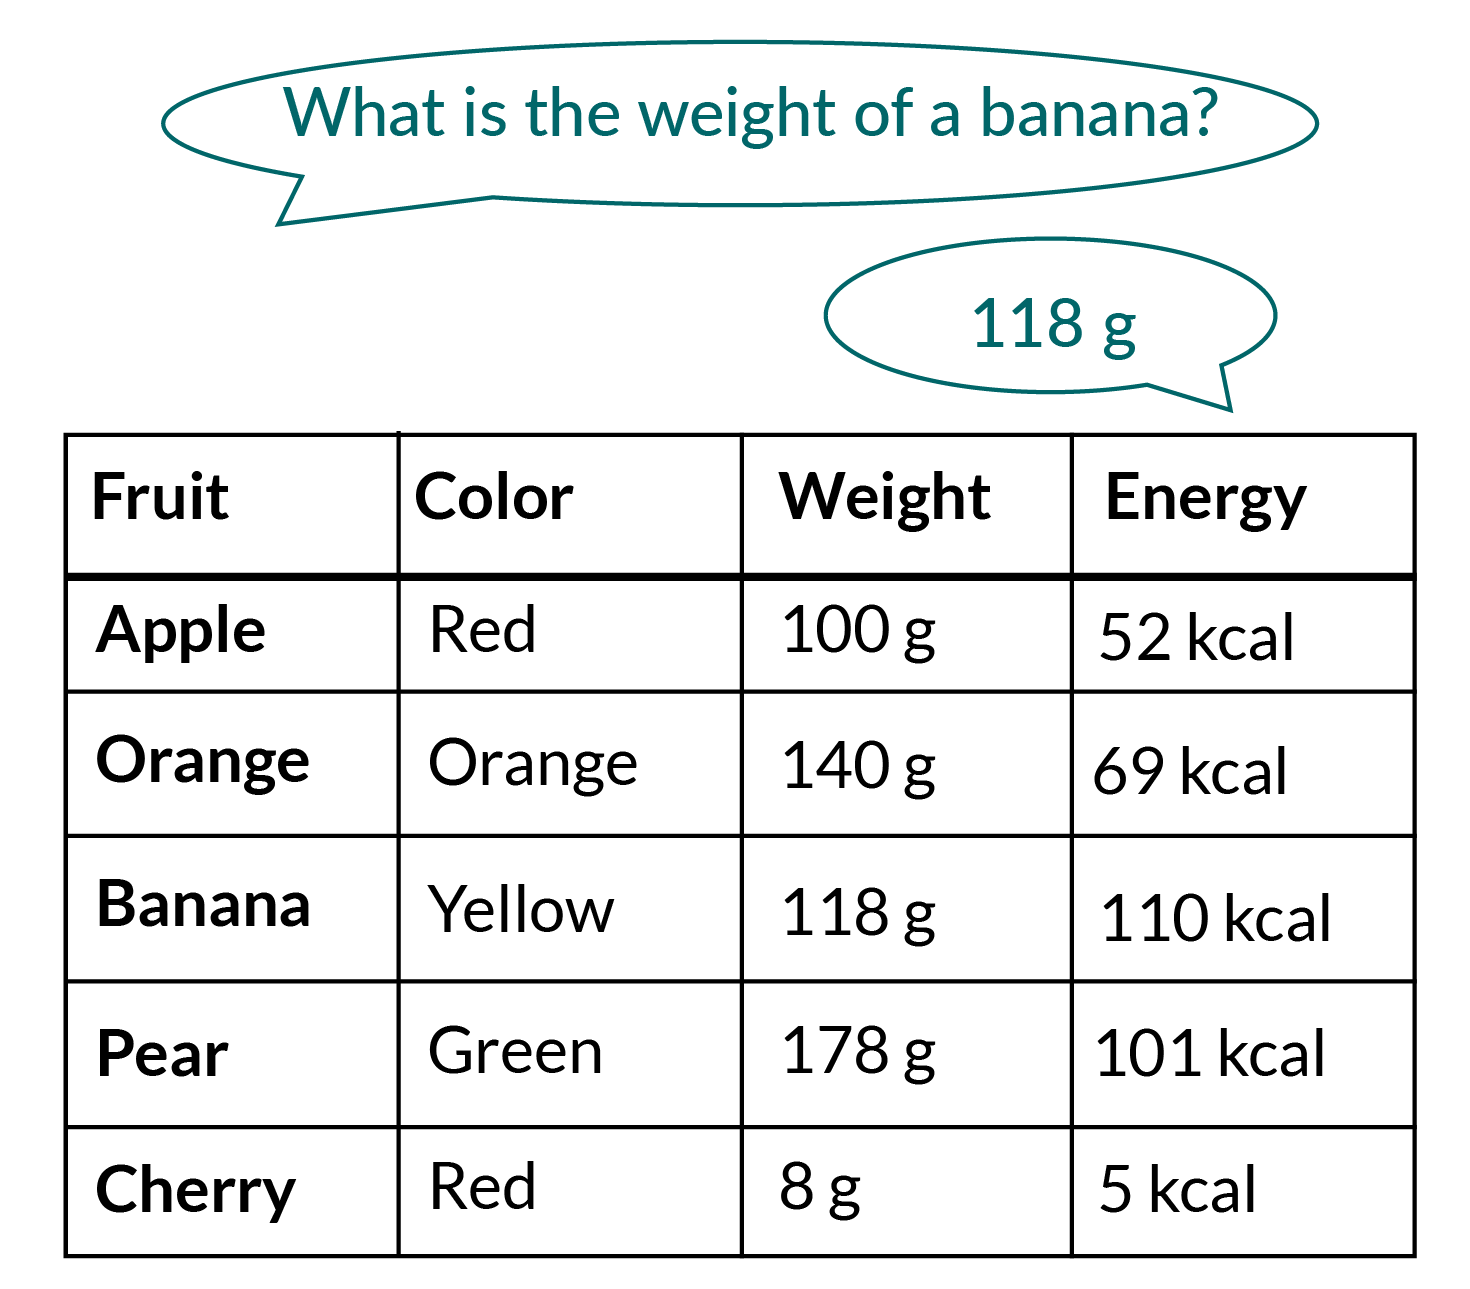 What is the weight of a banana?
118 g
Fruit Color Weight Energy
Apple Red 100 g 52 kcal
Orange Orange 140 g 69 kcal
Banana Yellow 118 g 110 kcal
Pear Green 178 g 101 kcal
Cherry Red 8 g 5 kcal